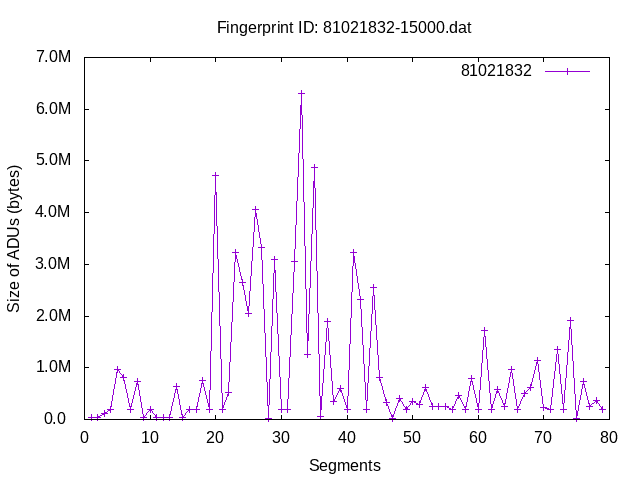 Fingerprint ID: 81021832-15000.dat
81021832
7.0M
6.0M
5.0M
4.0M
3.0M
2.0M
1.0M
0.0
Size of ADUs (bytes)
0 10 20 30 40 50 60 70 80
Segments